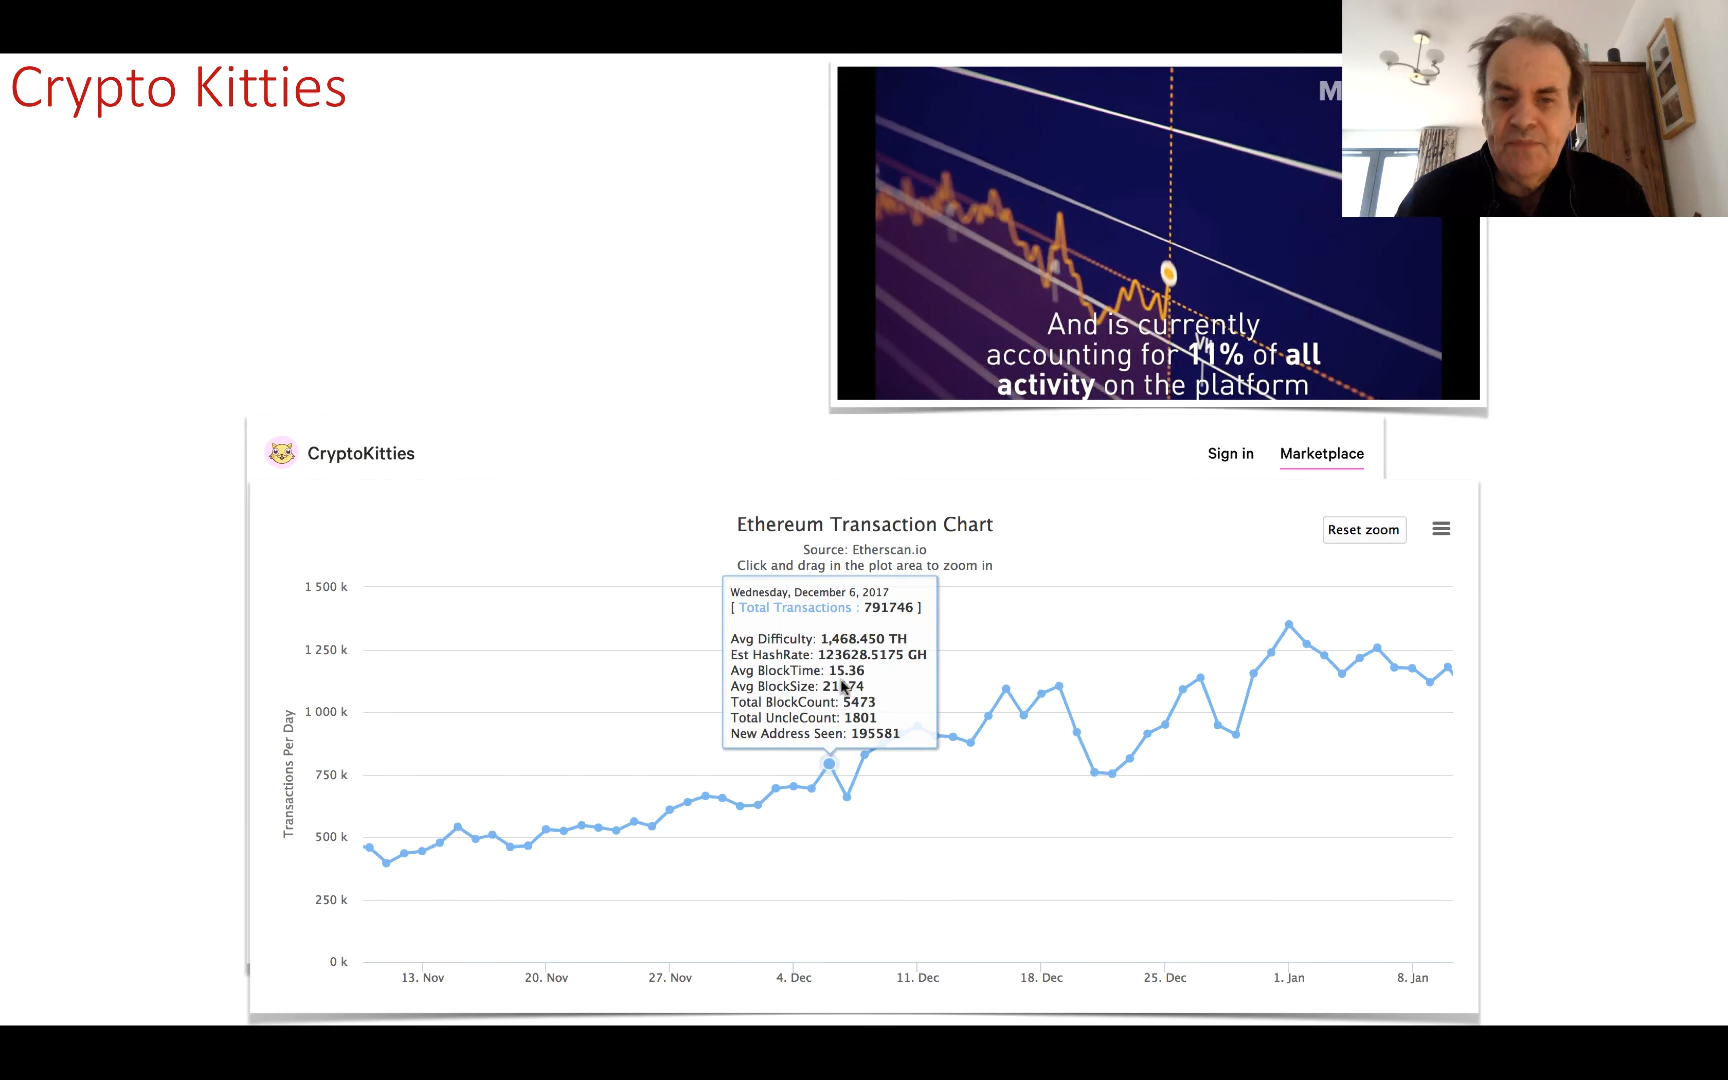 Crypto Kitties
M
And is currently
accounting for 11% of all
activity on the platform
CryptoKitties
Sign in
Marketplace
Ethereum Transaction Chart
Source: Etherscan.io
Click and drag in the plot area to zoom in
Reset zoom
Wednesday, December 6, 2017
[ Total Transactions : 791746 ]
Avg Difficulty: 1,468.450 TH
Est HashRate: 123628.5175 GH
Avg BlockTime: 15.36
Avg BlockSize:
Total BlockCount: 5473
Total UncleCount: 1801
New Address Seen: 195581
Transactions Per Day
1 500 k
1 250 k
1 000 k
750 k
500 k
250 k
0 k
13. Nov
20. Nov
27. Nov
4. Dec
11. Dec
18. Dec
25. Dec
1. Jan
8. Jan